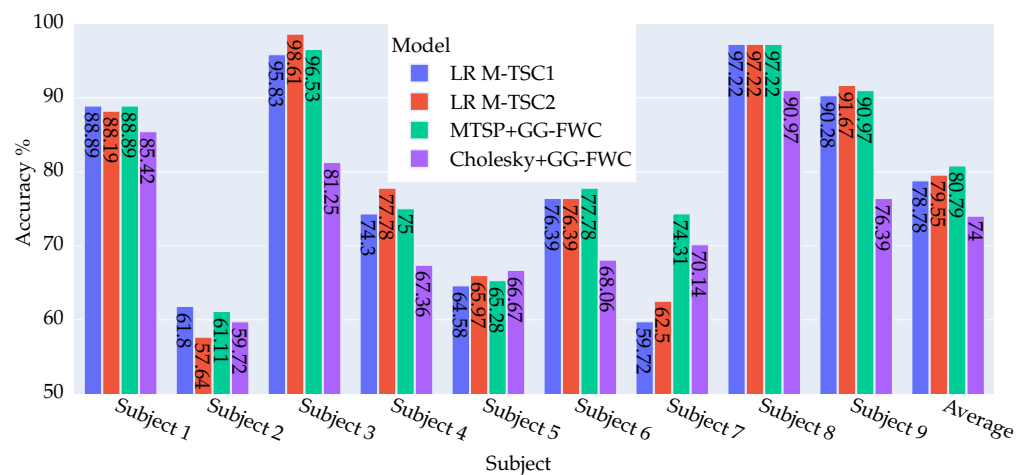 100
90
80
70
60
50
Accuracy %
Model
LR M-TSC1
LR M-TSC2
MTSP+GG-FWC
Cholesky+GG-FWC
88.89
88.19
88.89
85.42
61.8
57.64
61.11
59.72
95.83
98.61
96.53
81.25
74.3
77.78
75
67.36
64.58
65.97
65.28
66.67
76.39
76.39
77.78
68.06
59.72
62.5
74.31
70.14
97.22
97.22
97.22
90.97
90.28
91.67
90.97
76.39
78.78
79.55
80.79
74
Subject 1
Subject 2
Subject 3
Subject 4
Subject 5
Subject 6
Subject 7
Subject 8
Subject 9
Average
Subject